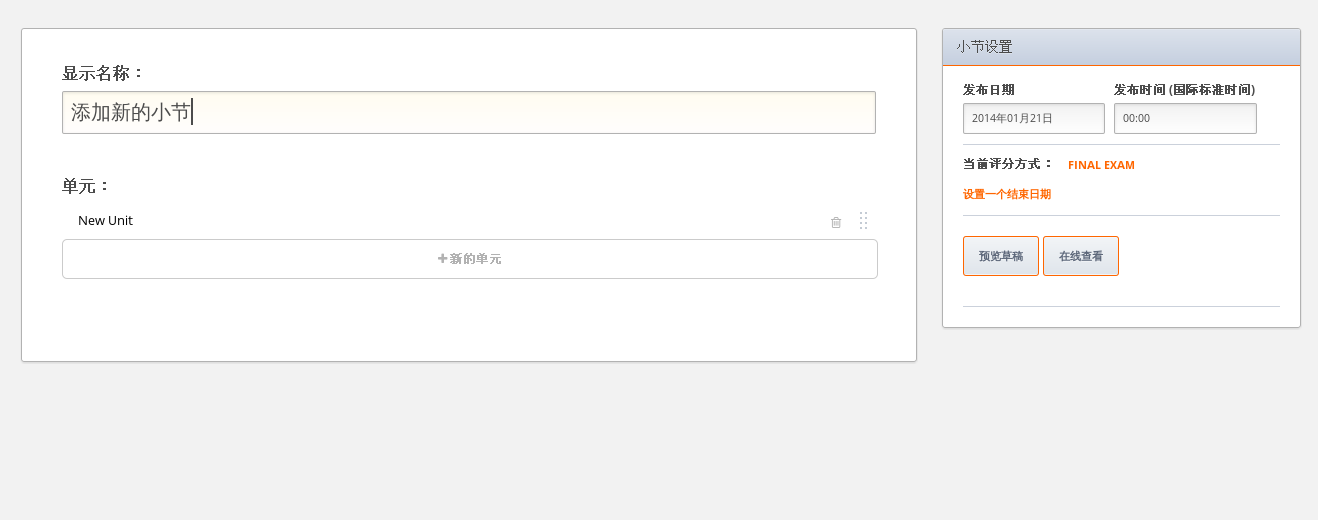 显示名称：
添加新的小节
单元：
New Unit
+新的单元
小节设置
发布日期 发布时间 (国际标准时间)
2014年01月21日 00:00
当前评分方式： FINAL EXAM
设置一个结束日期
预览草稿 在线查看